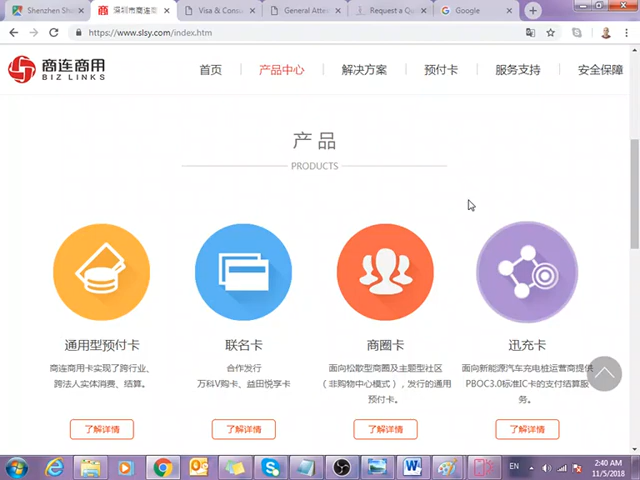 Shenzhen Sh
深圳市商连商
Visa & Consu
General Atten
Request a Qu
Google
https://www.slsy.com/index.htm
商连商用
BIZ LINKS
首页
产品中心
解决方案
预付卡
服务支持
安全保障
产品
PRODUCTS
通用型预付卡
联名卡
商圈卡
迅充卡
商连商用卡实现了跨行业、
跨法人实体消费、结算。
合作发行
万科V购卡、益田悦享卡
面向松散型商圈及主题型社区
（非购物中心模式），发行的通用
预付卡。
面向新能源汽车充电桩运营商提供
PBOC3.0标准IC卡的支付结算服
务。
了解详情
了解详情
了解详情
了解详情
EN
2:40 AM
11/5/2018